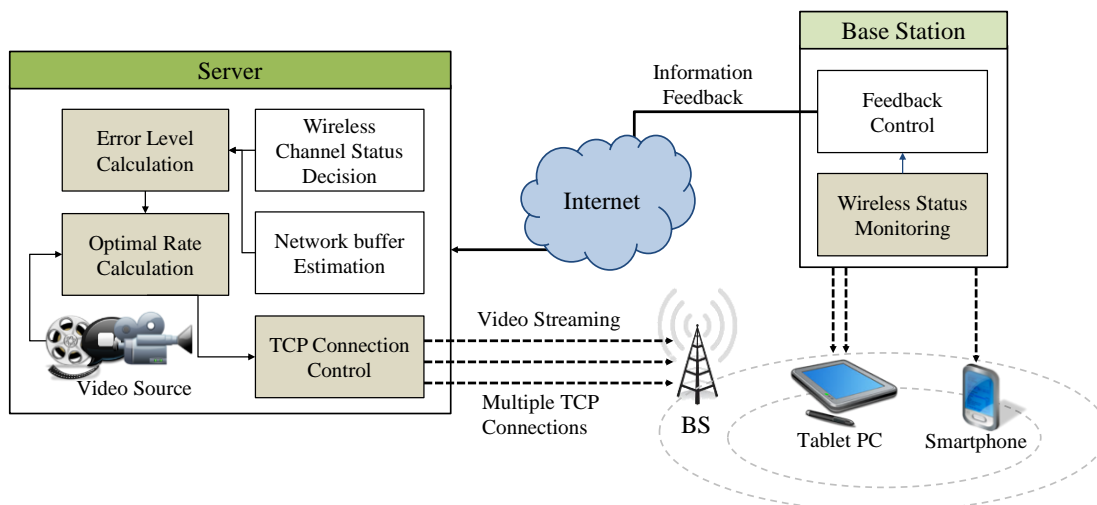 Server
Error Level
Calculation
Wireless
Channel Status
Decision
Optimal Rate
Calculation
Network buffer
Estimation
Video Source
TCP Connection
Control
Information
Feedback
Internet
Video Streaming
Multiple TCP
Connections
BS
Base Station
Feedback
Control
Wireless Status
Monitoring
Tablet PC
Smartphone